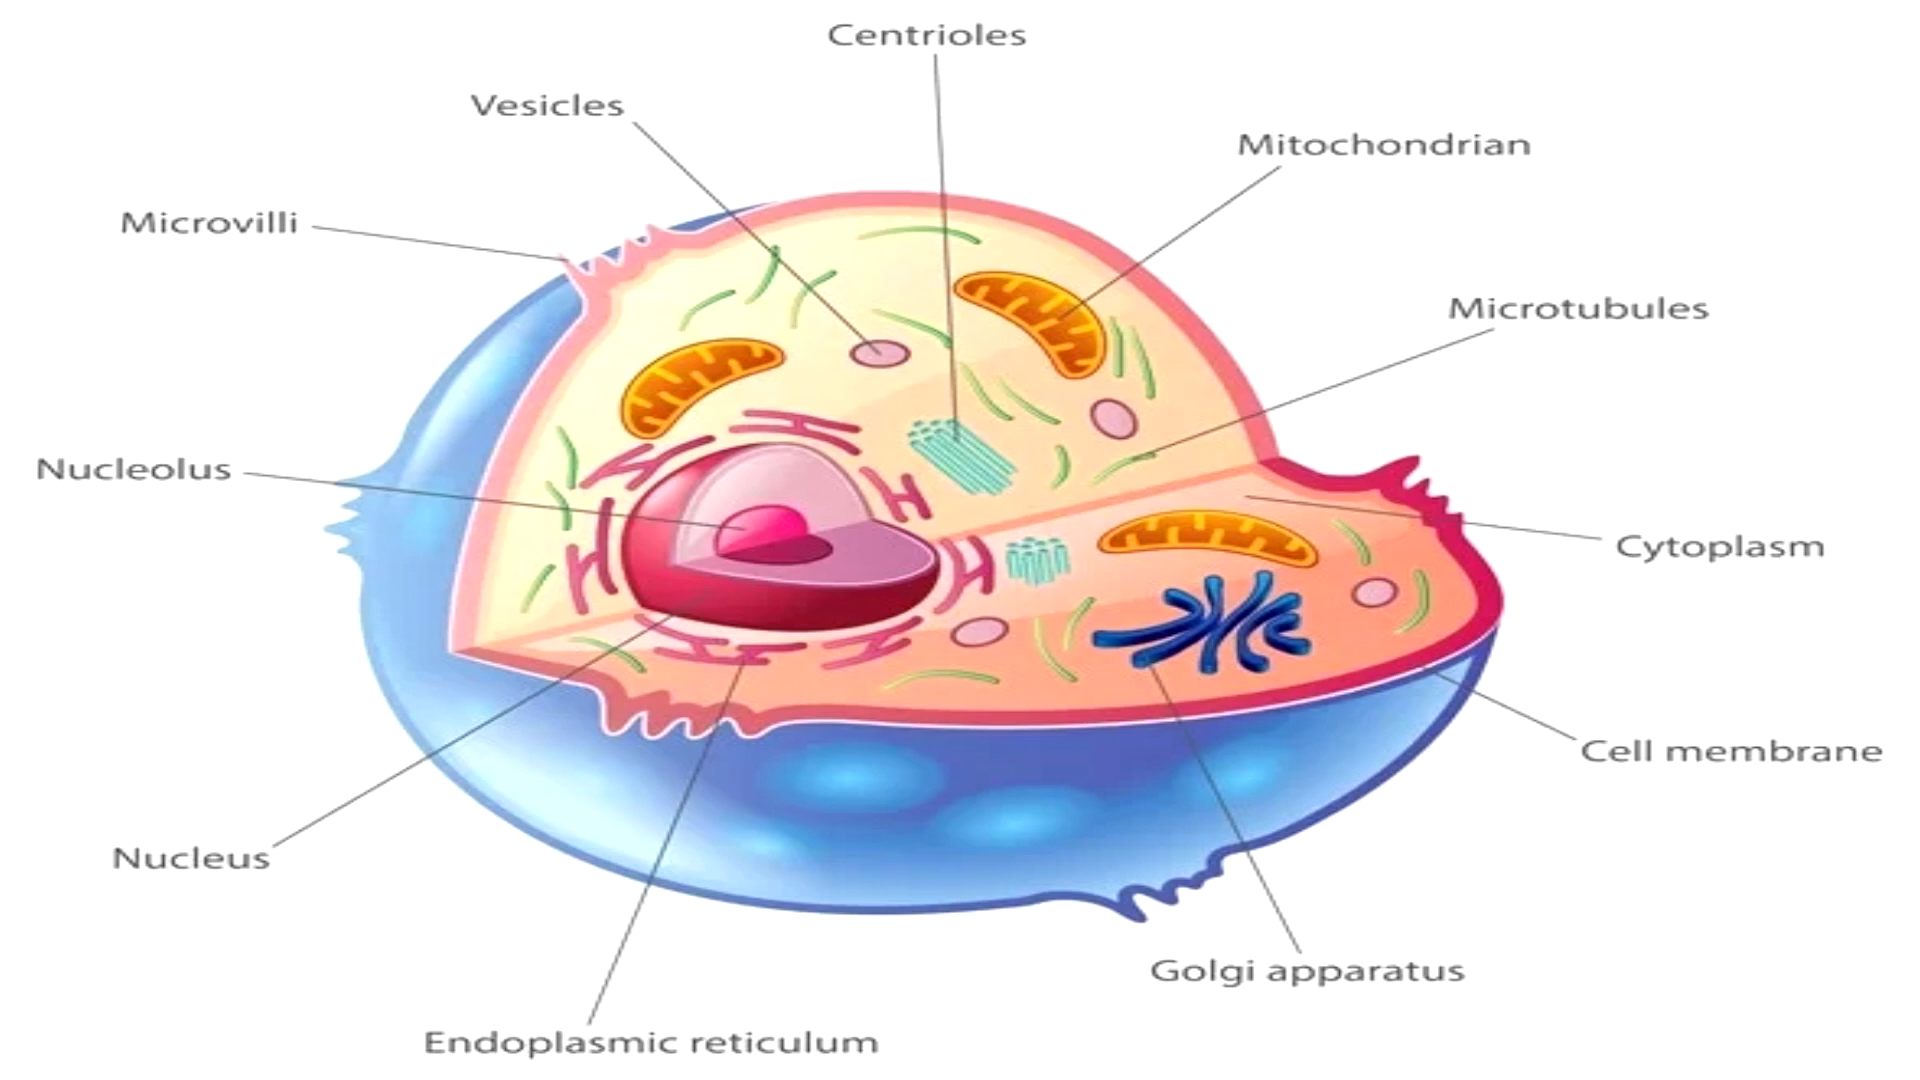 Centrioles
Vesicles
Mitochondrian
Microvilli
Microtubules
Nucleolus
Cytoplasm
Cell membrane
Nucleus
Golgi apparatus
Endoplasmic reticulum